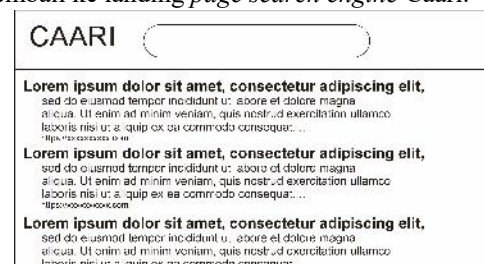 landing page search engine Caari.
CAARI
Lorem ipsum dolor sit amet, consectetur adipiscing elit,
sed do eiusmod tempor incididunt ut labore et dolore magna
aliqua. Ut enim ad minim veniam, quis nostrud exercitation ullamco
laboris nisi ut aliquip ex ea commodo consequat....
Lorem ipsum dolor sit amet, consectetur adipiscing elit,
sed do eiusmod tempor incididunt ut labore et dolore magna
aliqua. Ut enim ad minim veniam, quis nostrud exercitation ullamco
laboris nisi ut aliquip ex ea commodo consequat....
Lorem ipsum dolor sit amet, consectetur adipiscing elit,
sed do eiusmod tempor incididunt ut labore et dolore magna
aliqua. Ut enim ad minim veniam, quis nostrud exercitation ullamco